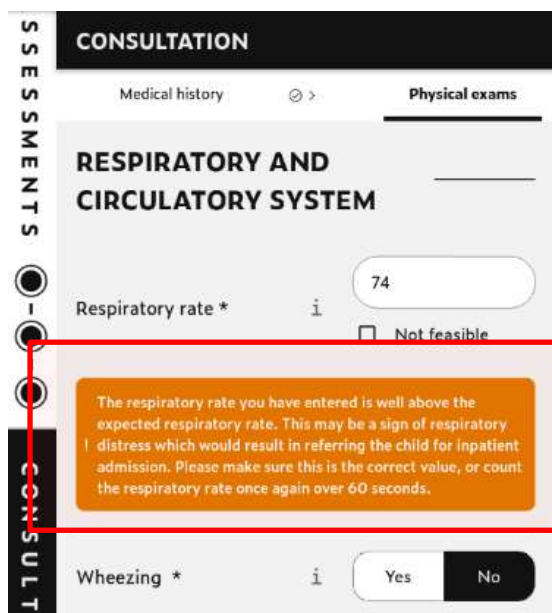 SSESSMENTS
CONSULTATION
Medical history
Physical exams
RESPIRATORY AND
CIRCULATORY SYSTEM
74
Respiratory rate * i
Not feasible
The respiratory rate you have entered is well above the
expected respiratory rate. This may be a sign of respiratory
! distress which would result in referring the child for inpatient
admission. Please make sure this is the correct value, or count
the respiratory rate once again over 60 seconds.
CONSULT
Wheezing * i Yes No